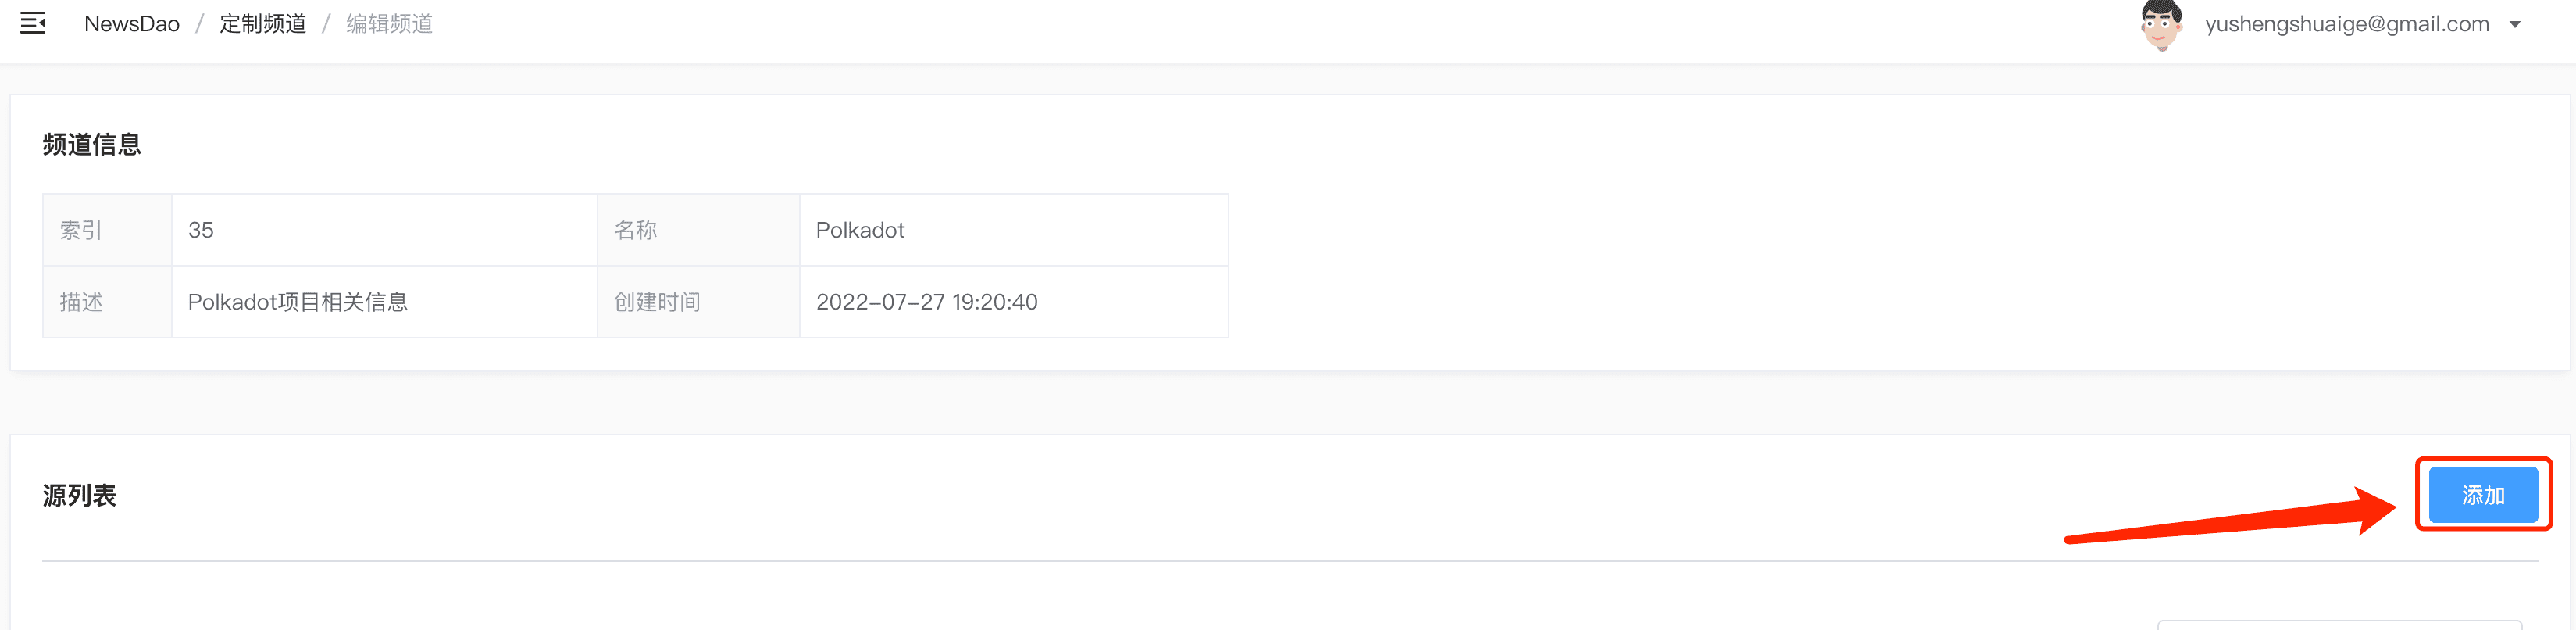 NewsDao / 定制频道 / 编辑频道
yushengshuaige@gmail.com
频道信息
索引 35 名称 Polkadot
描述 Polkadot项目相关信息 创建时间 2022-07-27 19:20:40
源列表
添加